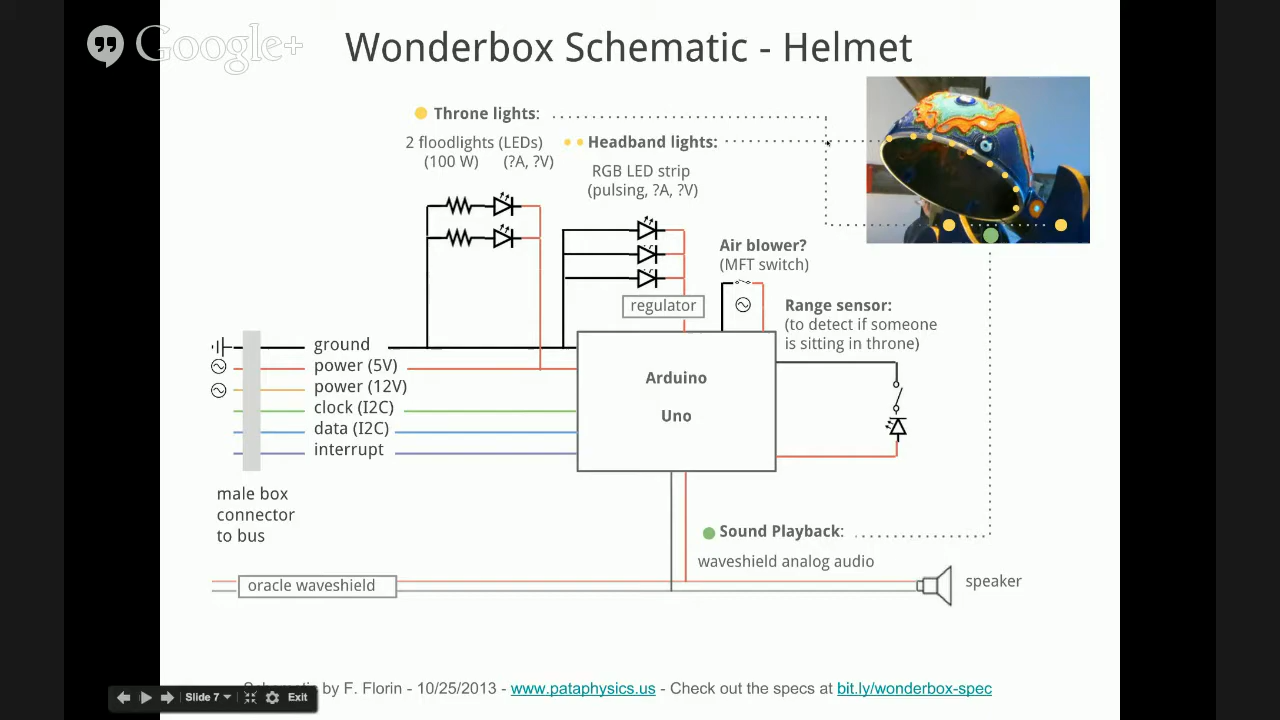 Google+
Wonderbox Schematic - Helmet
Throne lights:
2 floodlights (LEDs)
(100 W) (?A, ?V)
Headband lights:
RGB LED strip
(pulsing, ?A, ?V)
Air blower?
(MFT switch)
regulator
Range sensor:
(to detect if someone
is sitting in throne)
ground
power (5V)
power (12V)
clock (I2C)
data (I2C)
interrupt
Arduino
Uno
male box
connector
to bus
Sound Playback:
waveshield analog audio
oracle waveshield
speaker
by F. Florin - 10/25/2013 - www.pataphysics.us - Check out the specs at bit.ly/wonderbox-spec
Slide 7
Exit